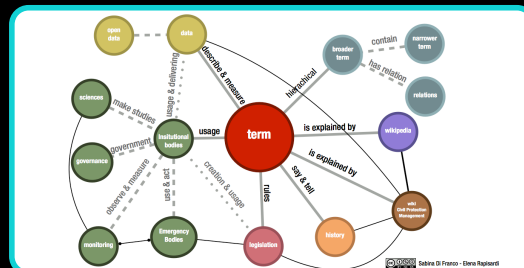 open
data
data
describe & measure
broader
term
contain
narrower
term
has relation
relations
hierachical
sciences
make studies
usage & delivering
government
governance
Insitutional
bodies
usage
term
is explained by
wikipedia
is explained by
wiki
Civil Protection
Management
say & tell
history
rules
legislation
creation & usage
use & act
observe & measure
monitoring
Emergency
Bodies
Sabina Di Franco - Elena Rapisardi